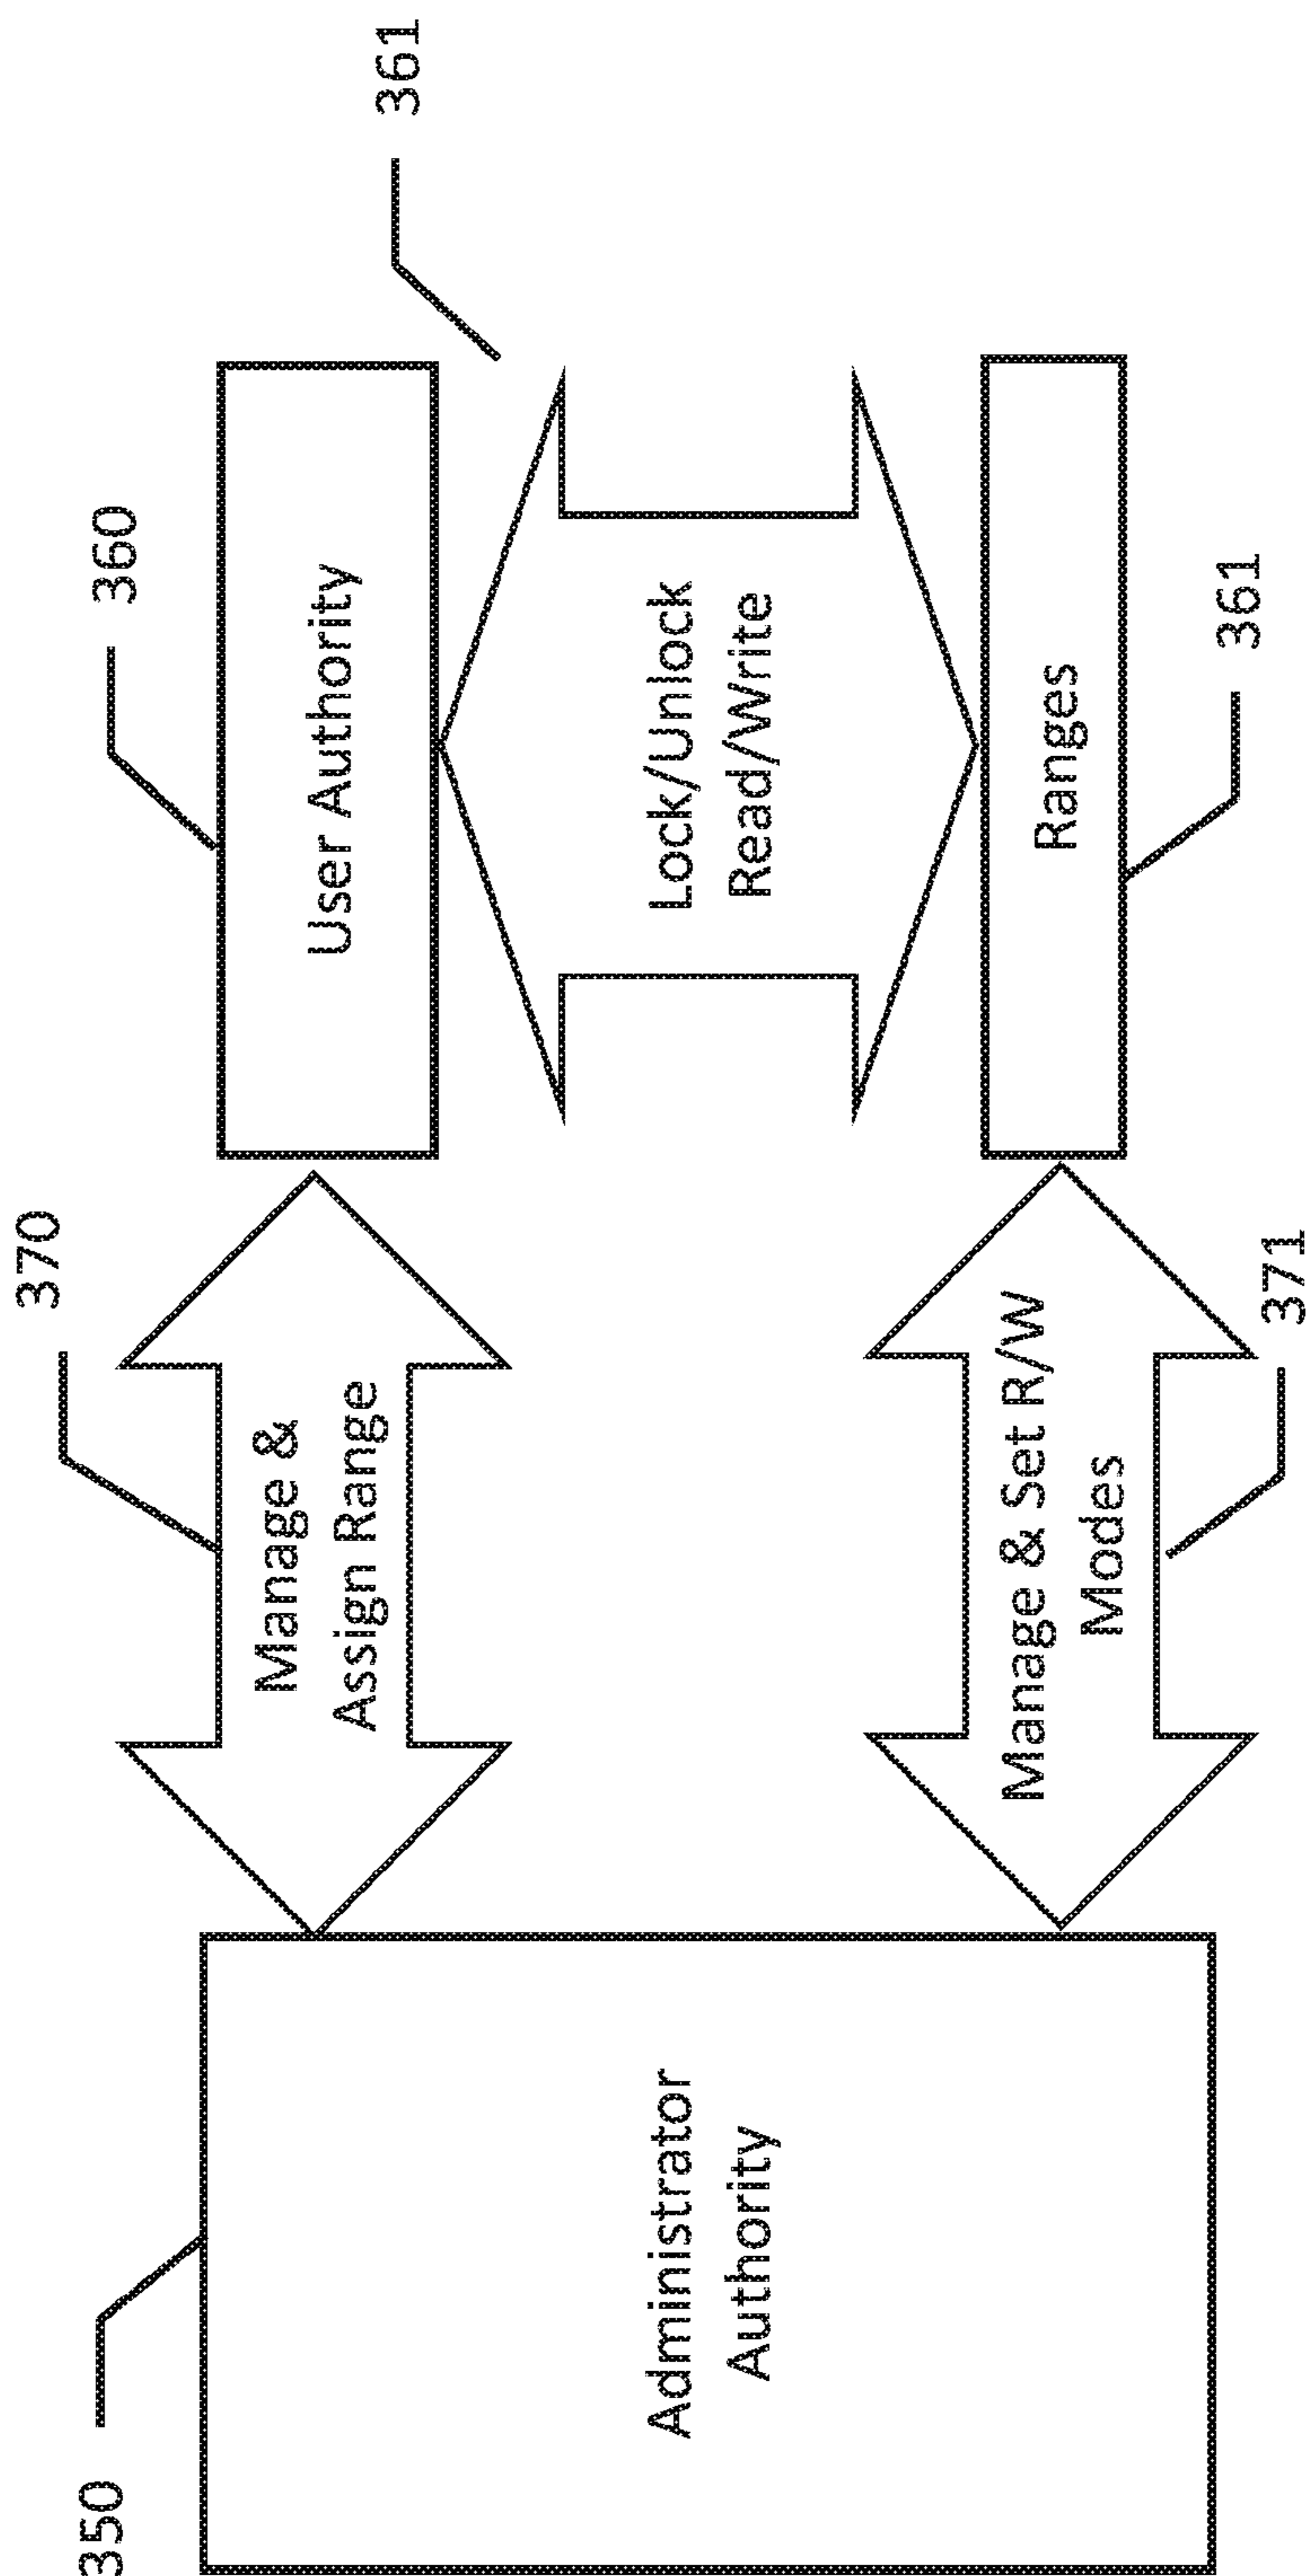 350
370
360
361
Administrator
Authority
Manage &
Assign Range
User Authority
Lock/Unlock
Read/Write
Manage & Set R/W
Modes
Ranges
371
361